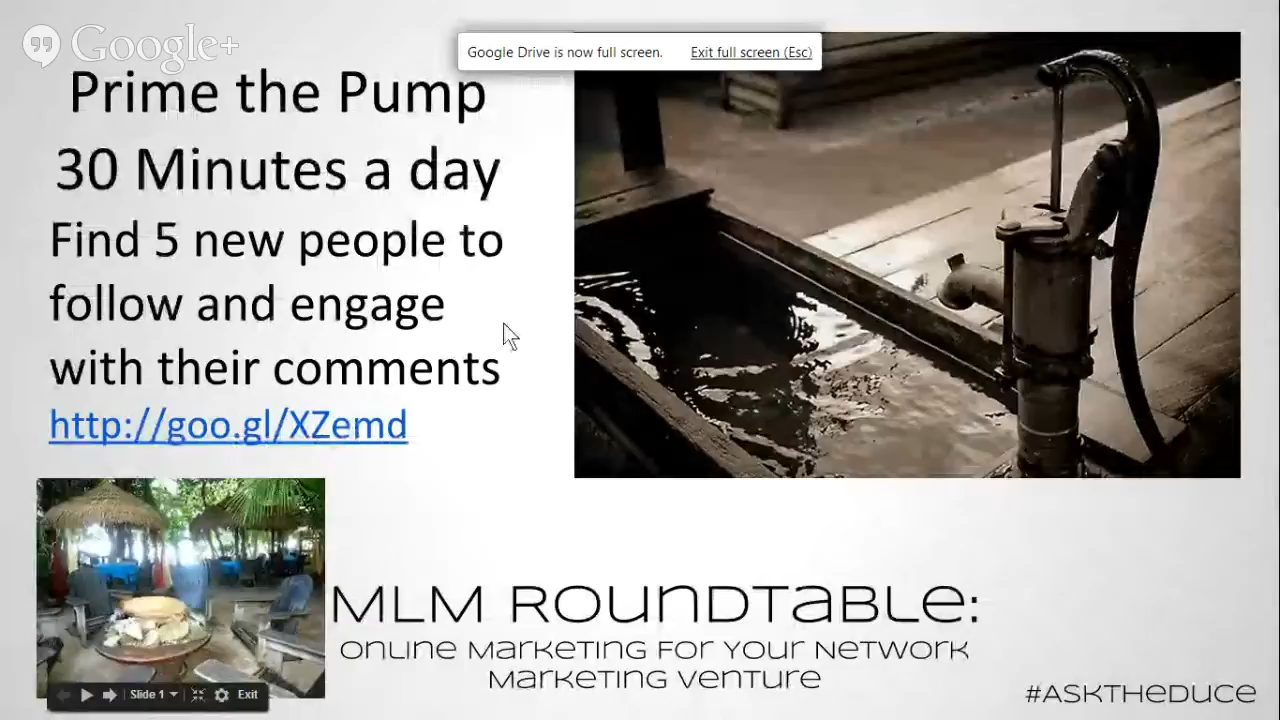 Google+
Google Drive is now full screen. Exit full screen (Esc)
Prime the Pump
30 Minutes a day
Find 5 new people to
follow and engage
with their comments
http://goo.gl/XZemd
MLM Roundtable:
Online Marketing For Your Network
Marketing Venture
Slide 1 Exit
#AskTheDuce